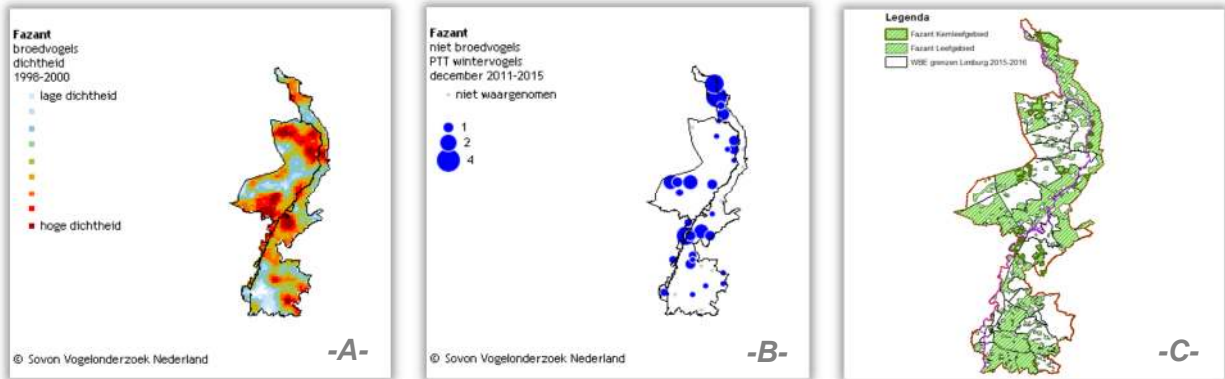 Fazant
broedvogels
dichtheid
1998-2000
lage dichtheid
hoge dichtheid
© Sovon Vogelonderzoek Nederland
-A-
Fazant
niet broedvogels
PTT wintervogels
december 2011-2015
niet waargenomen
1
2
4
© Sovon Vogelonderzoek Nederland
-B-
Legenda
Fazant Kernleefgebied
Fazant Leefgebied
WBE grenzen Limburg 2015-2016
-C-